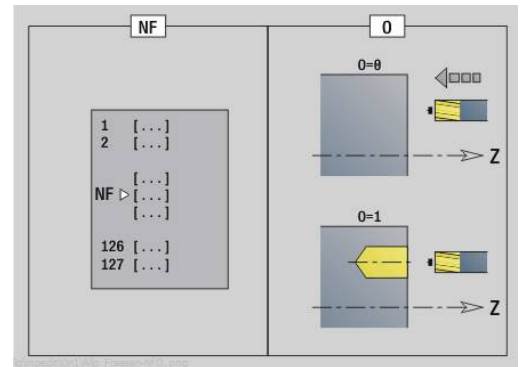 NF
O
1 [...]
2 [...]
[...]
NF [...]
[...]
126 [...]
127 [...]
O=0
Z
O=1
Z